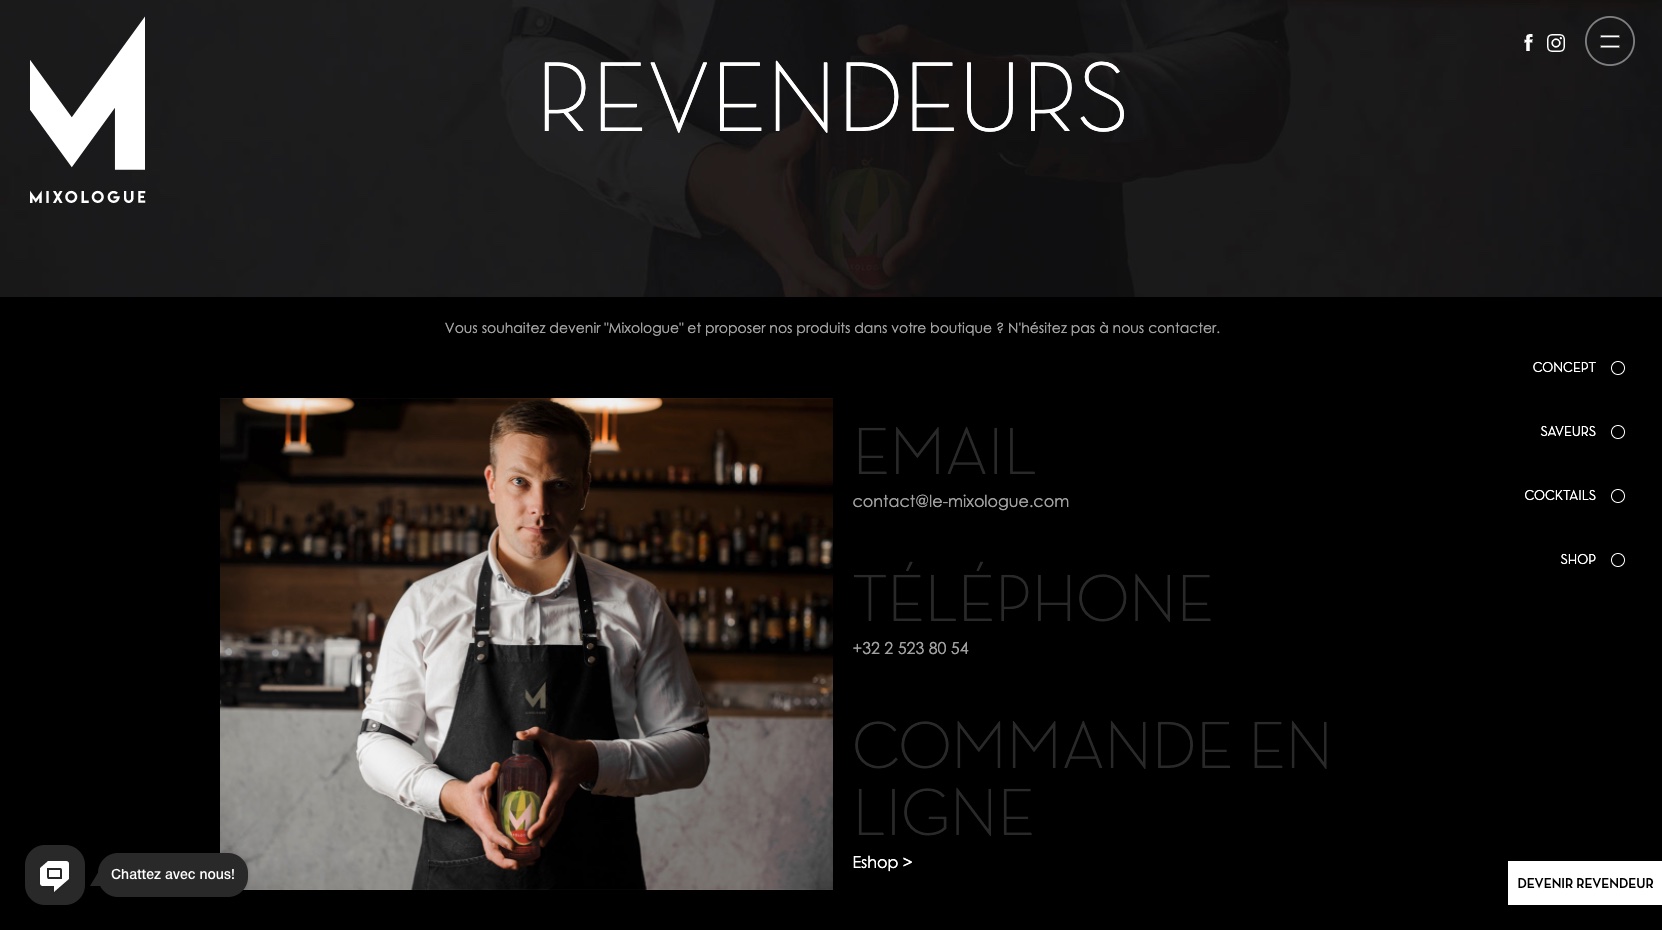 REVENDEURS
MIXOLOGUE
Vous souhaitez devenir "Mixologue" et proposer nos produits dans votre boutique ? N'hésitez pas à nous contacter.
CONCEPT
SAVEURS
COCKTAILS
SHOP
EMAIL
contact@le-mixologue.com
TÉLÉPHONE
+32 2 523 80 54
COMMANDE EN
LIGNE
Eshop >
Chattez avec nous!
DEVENIR REVENDEUR